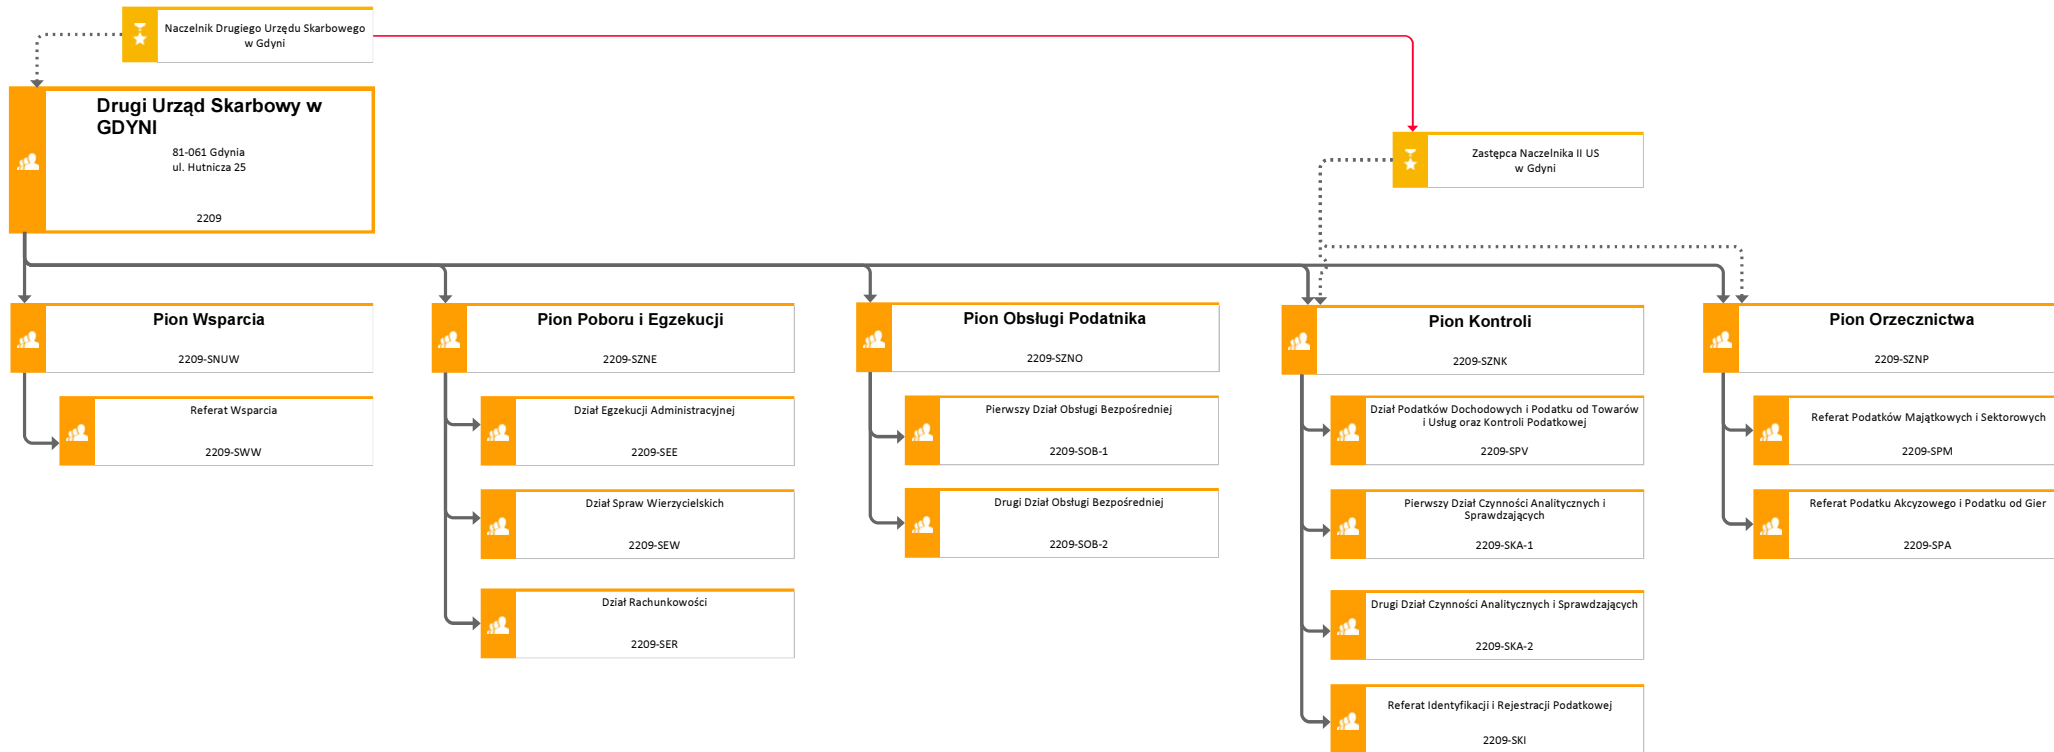 Naczelnik Drugiego Urzędu Skarbowego
w Gdyni
Drugi Urząd Skarbowy w
GDYNI
81-061 Gdynia
ul. Hutnicza 25
2209
Zastępca Naczelnika II US
w Gdyni
Pion Wsparcia
2209-SNUW
Referat Wsparcia
2209-SWW
Pion Poboru i Egzekucji
2209-SZNE
Dział Egzekucji Administracyjnej
2209-SEE
Dział Spraw Wierzycielskich
2209-SEW
Dział Rachunkowości
2209-SER
Pion Obsługi Podatnika
2209-SZNO
Pierwszy Dział Obsługi Bezpośredniej
2209-SOB-1
Drugi Dział Obsługi Bezpośredniej
2209-SOB-2
Pion Kontroli
2209-SZNK
Dział Podatków Dochodowych i Podatku od Towarów
i Usług oraz Kontroli Podatkowej
2209-SPV
Pierwszy Dział Czynności Analitycznych i
Sprawdzających
2209-SKA-1
Drugi Dział Czynności Analitycznych i Sprawdzających
2209-SKA-2
Referat Identyfikacji i Rejestracji Podatkowej
2209-SKI
Pion Orzecznictwa
2209-SZNP
Referat Podatków Majątkowych i Sektorowych
2209-SPM
Referat Podatku Akcyzowego i Podatku od Gier
2209-SPA